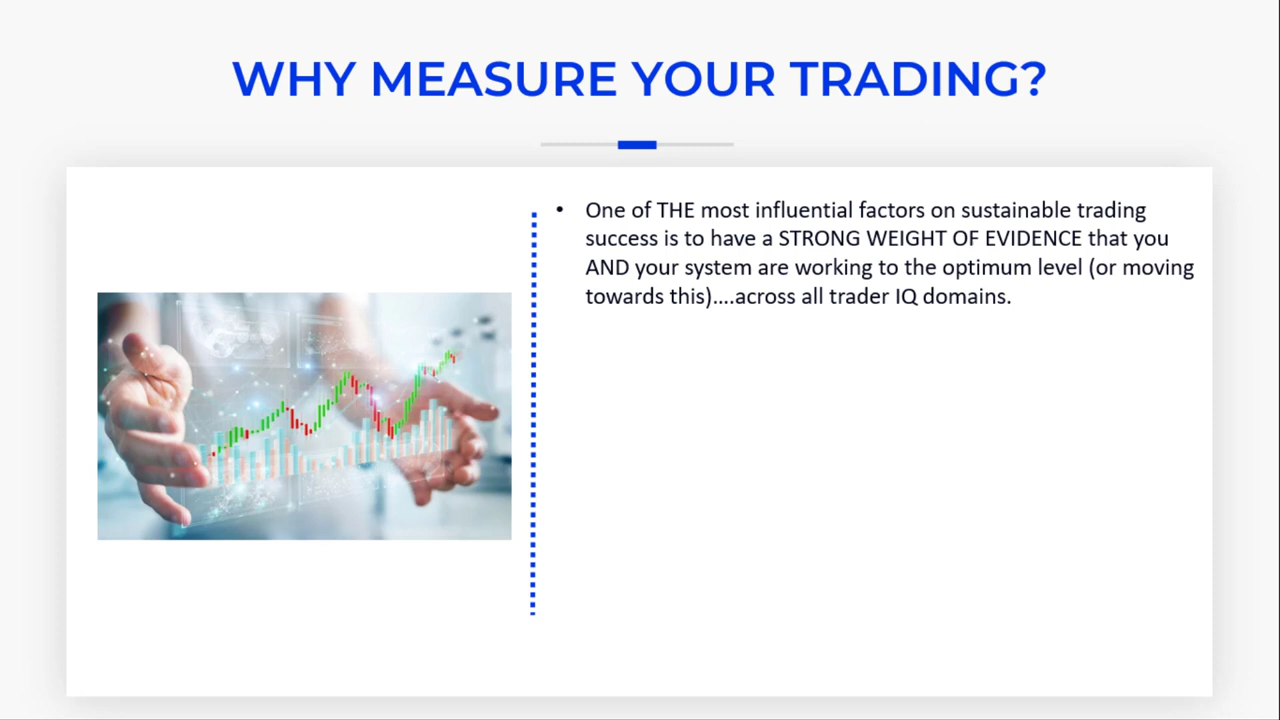 WHY MEASURE YOUR TRADING?
• One of THE most influential factors on sustainable trading
success is to have a STRONG WEIGHT OF EVIDENCE that you
AND your system are working to the optimum level (or moving
towards this)....across all trader IQ domains.